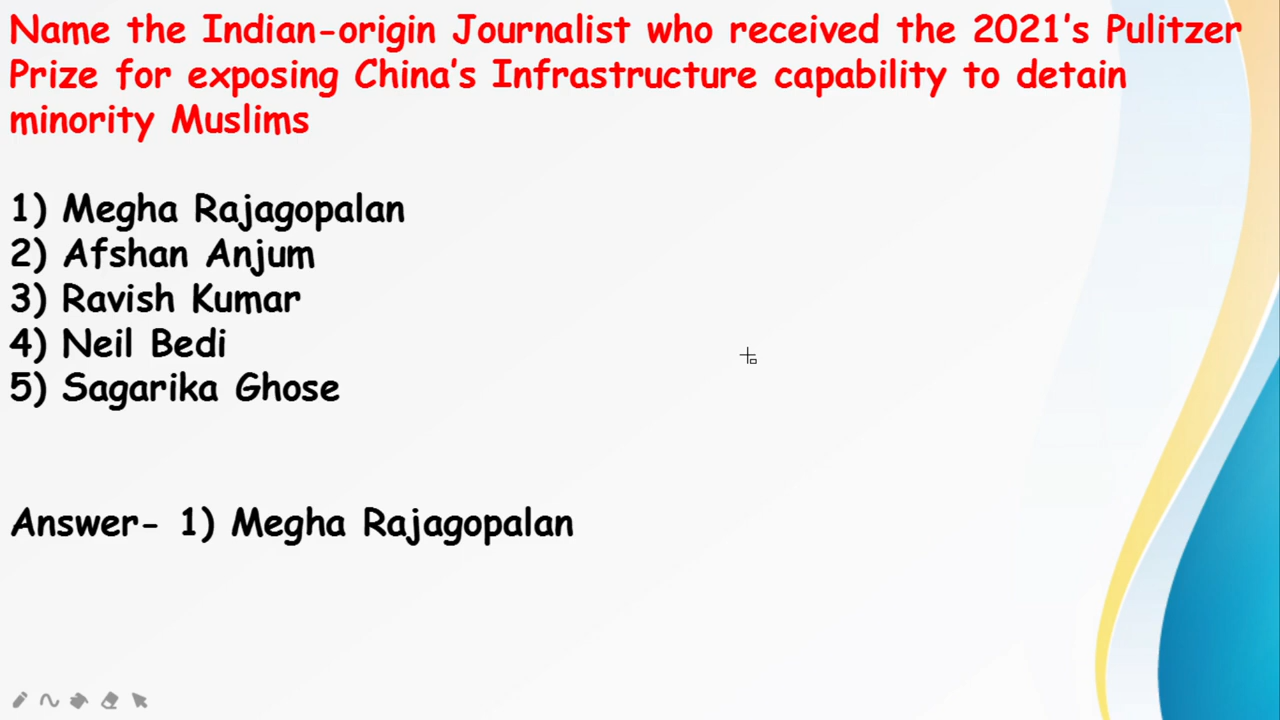 Name the Indian-origin Journalist who received the 2021's Pulitzer
Prize for exposing China's Infrastructure capability to detain
minority Muslims
1) Megha Rajagopalan
2) Afshan Anjum
3) Ravish Kumar
4) Neil Bedi
5) Sagarika Ghose
Answer- 1) Megha Rajagopalan